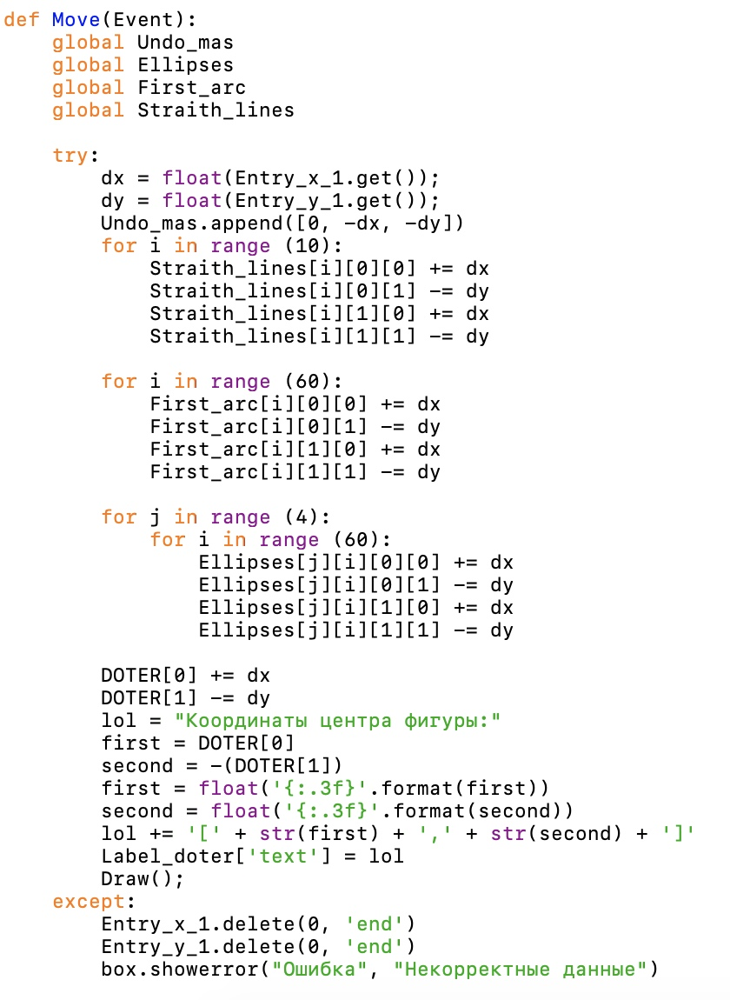 def Move(Event):
    global Undo_mas
    global Ellipses
    global First_arc
    global Straith_lines

    try:
        dx = float(Entry_x_1.get());
        dy = float(Entry_y_1.get());
        Undo_mas.append([0, -dx, -dy])
        for i in range (10):
            Straith_lines[i][0][0] += dx
            Straith_lines[i][0][1] -= dy
            Straith_lines[i][1][0] += dx
            Straith_lines[i][1][1] -= dy

        for i in range (60):
            First_arc[i][0][0] += dx
            First_arc[i][0][1] -= dy
            First_arc[i][1][0] += dx
            First_arc[i][1][1] -= dy

        for j in range (4):
            for i in range (60):
                Ellipses[j][i][0][0] += dx
                Ellipses[j][i][0][1] -= dy
                Ellipses[j][i][1][0] += dx
                Ellipses[j][i][1][1] -= dy

        DOTER[0] += dx
        DOTER[1] -= dy
        lol = "Координаты центра фигуры:"
        first = DOTER[0]
        second = -(DOTER[1])
        first = float('{:.3f}'.format(first))
        second = float('{:.3f}'.format(second))
        lol += '[' + str(first) + ',' + str(second) + ']'
        Label_doter['text'] = lol
        Draw();
    except:
        Entry_x_1.delete(0, 'end')
        Entry_y_1.delete(0, 'end')
        box.showerror("Ошибка", "Некорректные данные")